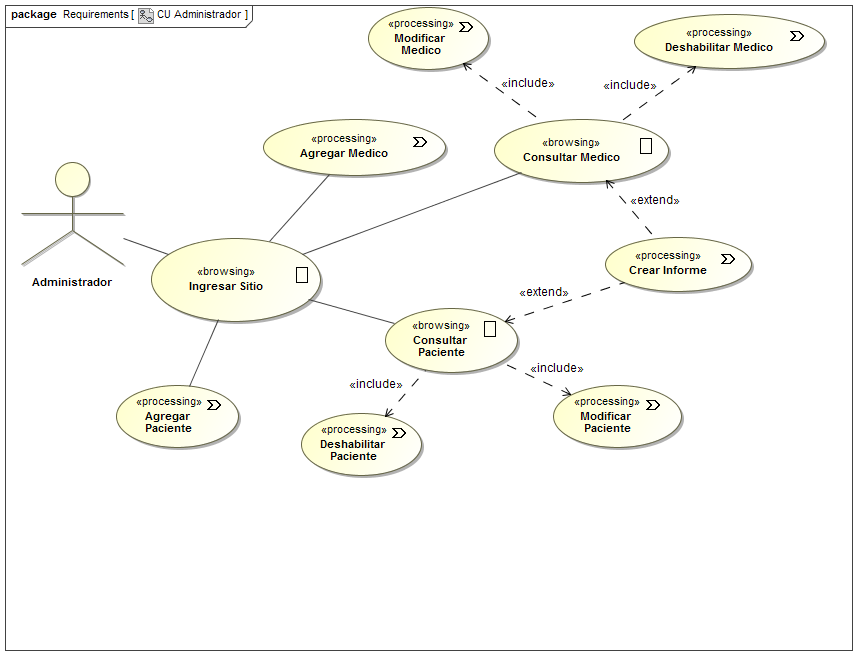 package Requirements [ CU Administrador ]
«processing»
Modificar
Medico
«processing»
Deshabilitar Medico
«include»
«include»
«processing»
Agregar Medico
«browsing»
Consultar Medico
«extend»
Administrador
«browsing»
Ingresar Sitio
«processing»
Crear Informe
«extend»
«browsing»
Consultar
Paciente
«include»
«include»
«processing»
Agregar
Paciente
«processing»
Deshabilitar
Paciente
«processing»
Modificar
Paciente